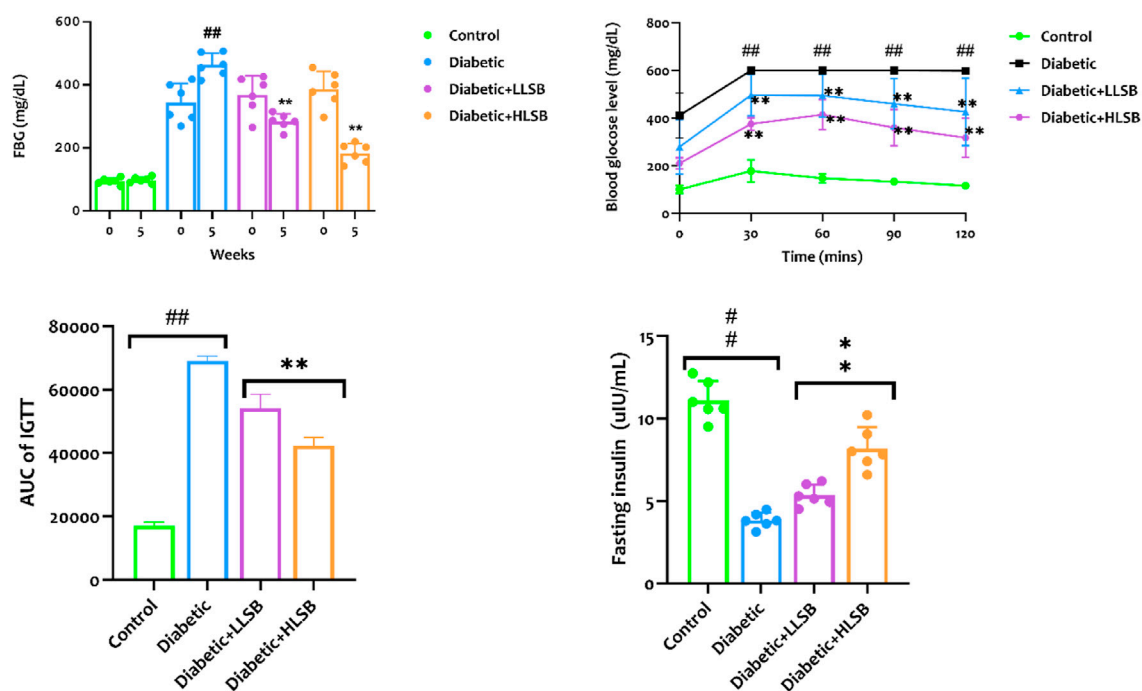 600
400
200
0
FBG (mg/dL)
##
**
**
0 5 0 5 0 5 0 5
Weeks
Control
Diabetic
Diabetic+LLSB
Diabetic+HLSB
800
600
400
200
0
Blood glucose level (mg/dL)
## ## ## ##
** ** ** **
** ** ** **
0 30 60 90 120
Time (mins)
Control
Diabetic
Diabetic+LLSB
Diabetic+HLSB
80000
60000
40000
20000
0
AUC of IGTT
##
**
Control
Diabetic
Diabetic+LLSB
Diabetic+HLSB
15
10
5
0
Fasting insulin (uIU/mL)
#
#
*
*
Control
Diabetic
Diabetic+LLSB
Diabetic+HLSB